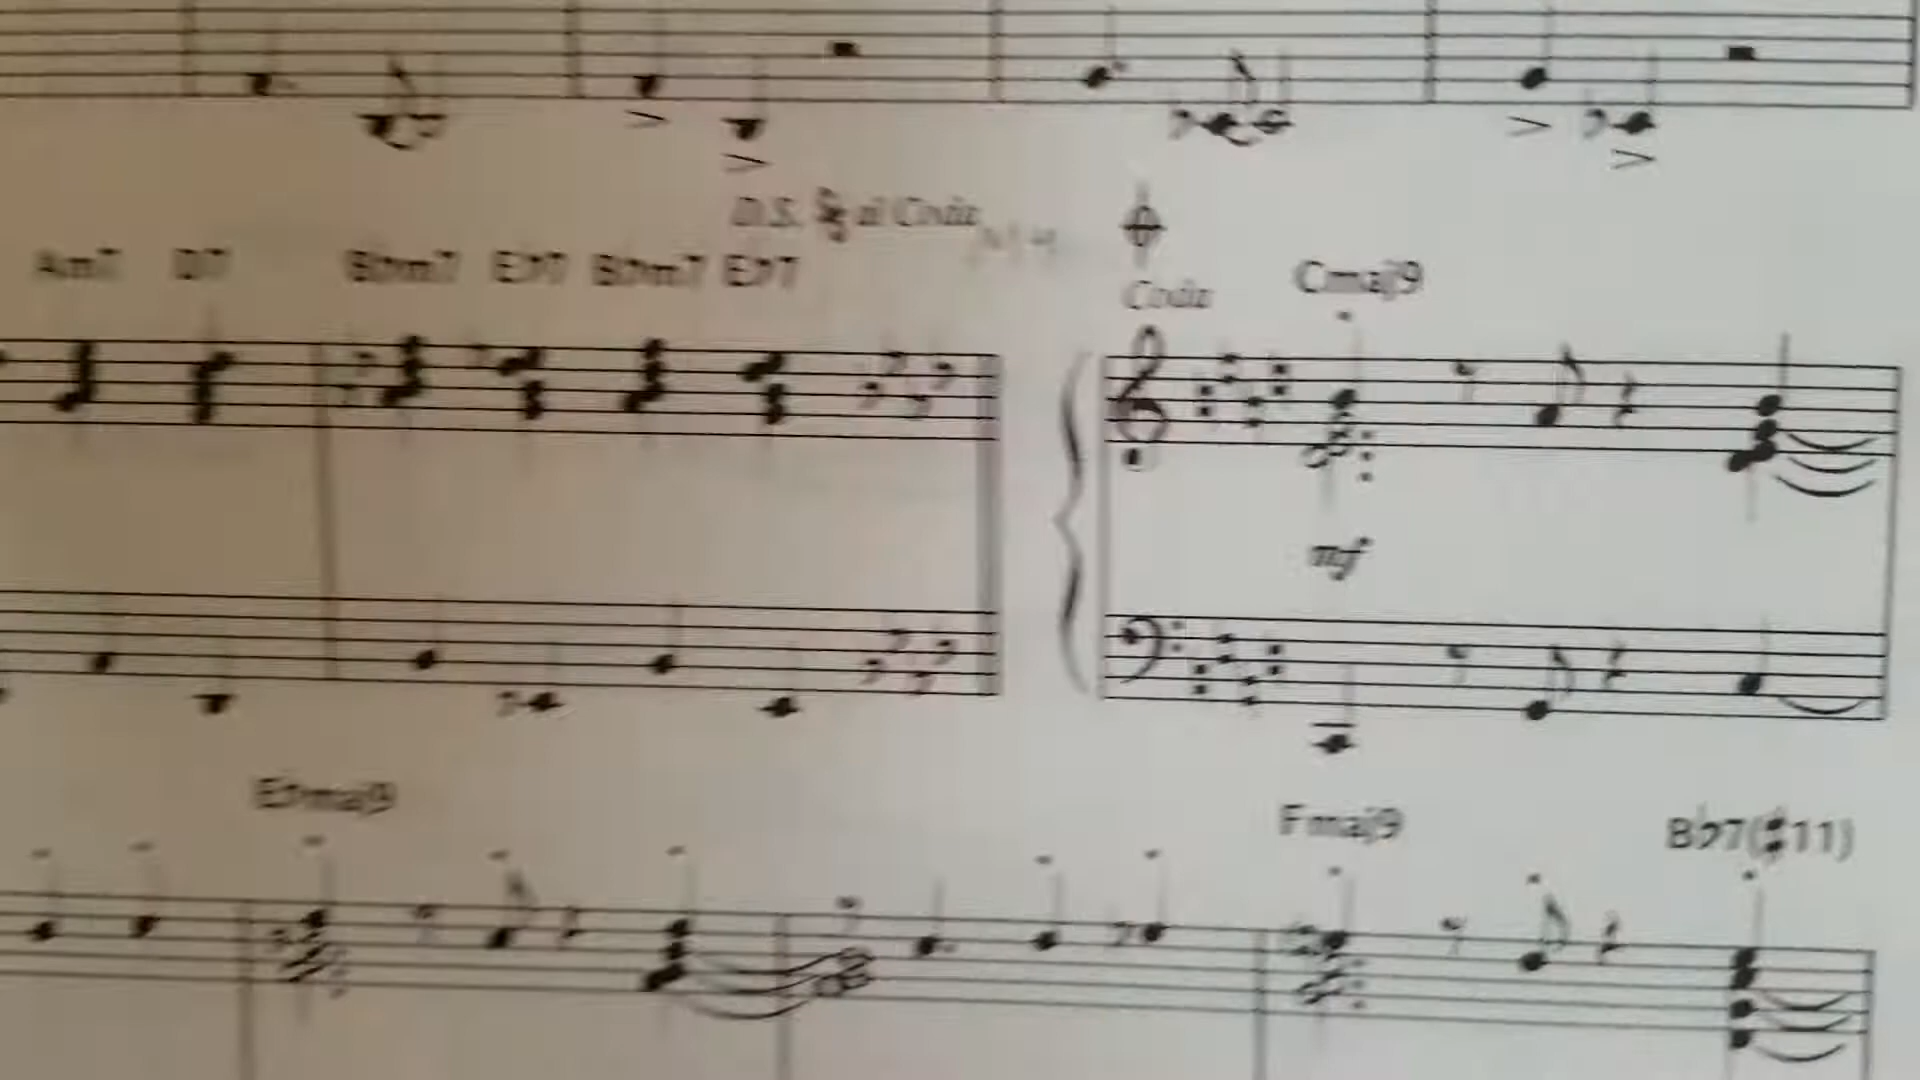 D.S. 𝄋 al Coda
Am7 D7 B♭m7 E♭7 B♭m7 E♭7
Coda Cmaj9
mf
E♭maj9 Fmaj9 B♭7(♯11)